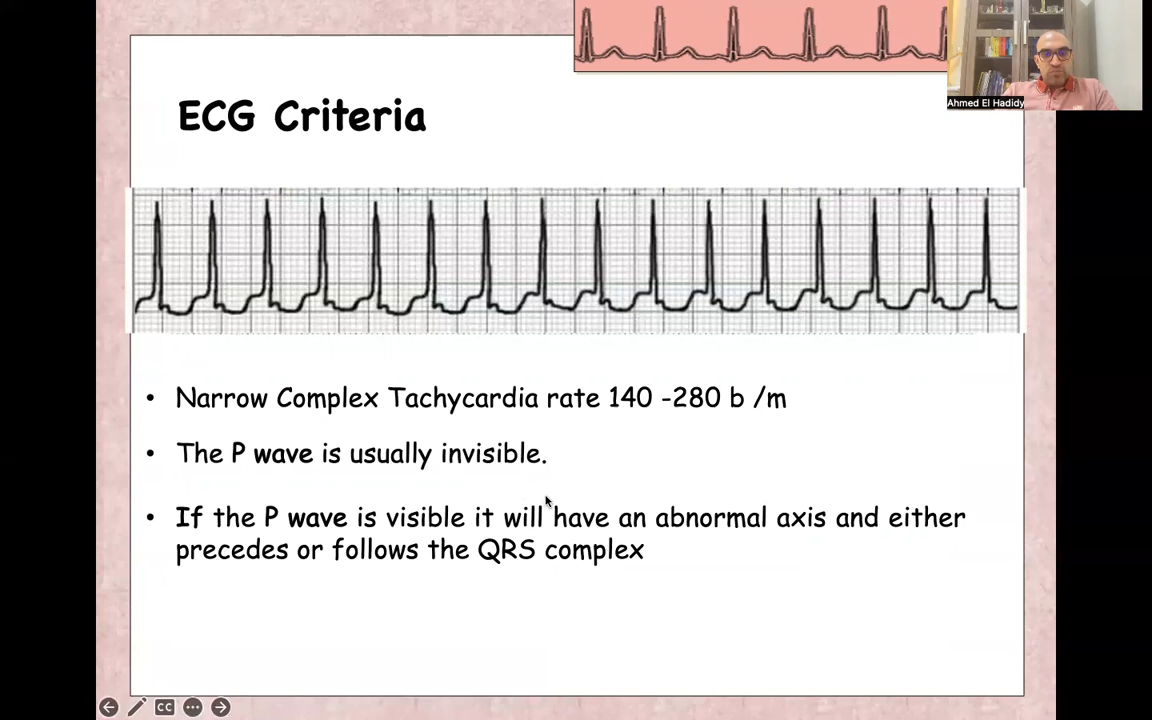 Ahmed El Hadidy
ECG Criteria
• Narrow Complex Tachycardia rate 140 -280 b /m
• The P wave is usually invisible.
• If the P wave is visible it will have an abnormal axis and either
precedes or follows the QRS complex
CC